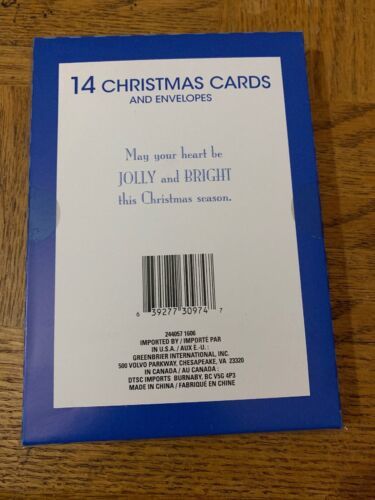 14 CHRISTMAS CARDS
AND ENVELOPES
May your heart be
JOLLY and BRIGHT
this Christmas season.
6 39277 30974 7
244057 1606
IMPORTED BY / IMPORTÉ PAR
IN U.S.A. / AUX E.-U. :
GREENBRIER INTERNATIONAL, INC.
500 VOLVO PARKWAY, CHESAPEAKE, VA 23320
IN CANADA / AU CANADA :
DTSC IMPORTS BURNABY, BC V5G 4P3
MADE IN CHINA / FABRIQUÉ EN CHINE